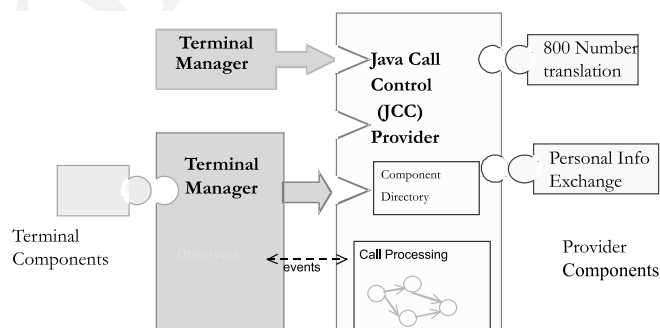 Terminal
Manager
Java Call
Control
(JCC)
Provider
800 Number
translation
Terminal
Manager
Component
Directory
Personal Info
Exchange
Terminal
Components
Observers
events
Call Processing
Provider
Components